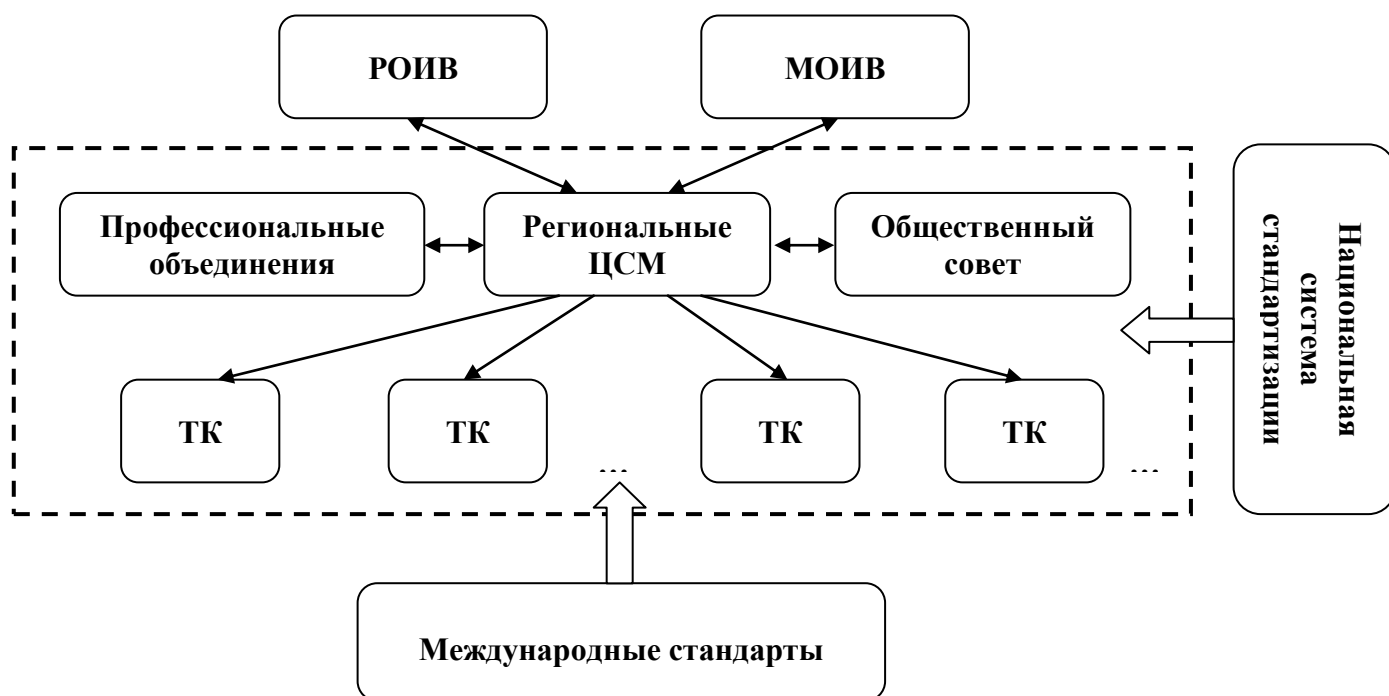 РОИВ
МОИВ
Профессиональные
объединения
Региональные
ЦСМ
Общественный
совет
Национальная
система
стандартизации
ТК
ТК
...
ТК
ТК
...
Международные стандарты